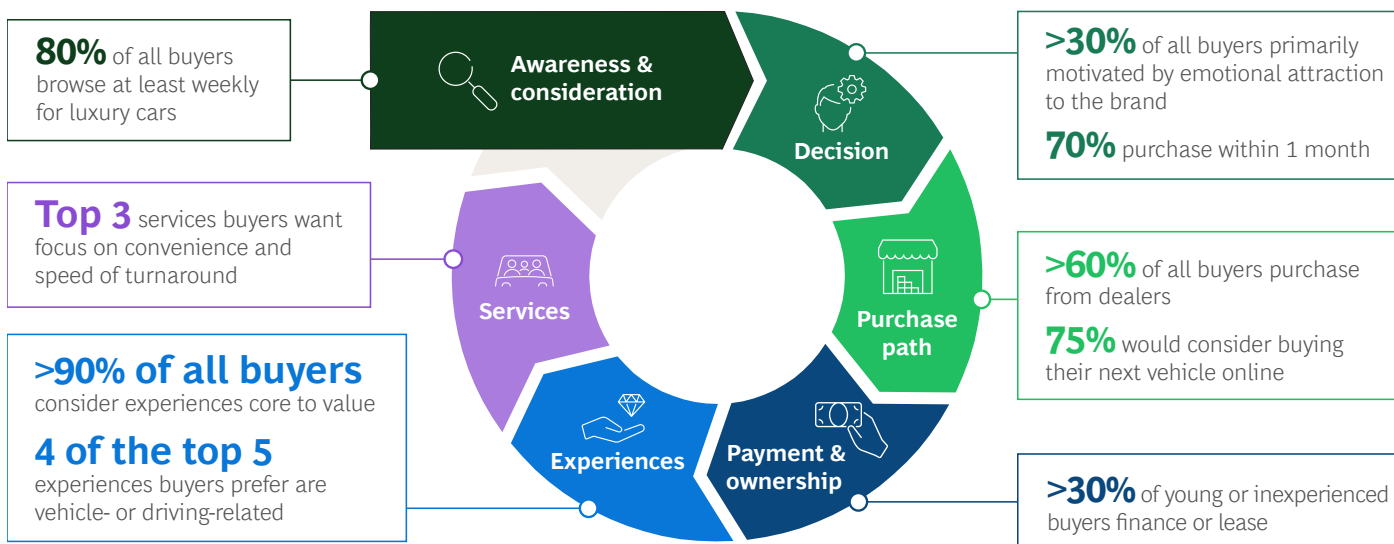 80% of all buyers
browse at least weekly
for luxury cars
Awareness &
consideration
Decision
>30% of all buyers primarily
motivated by emotional attraction
to the brand
70% purchase within 1 month
Top 3 services buyers want
focus on convenience and
speed of turnaround
Services
Purchase
path
>60% of all buyers purchase
from dealers
75% would consider buying
their next vehicle online
>90% of all buyers
consider experiences core to value
4 of the top 5
experiences buyers prefer are
vehicle- or driving-related
Experiences
Payment &
ownership
>30% of young or inexperienced
buyers finance or lease